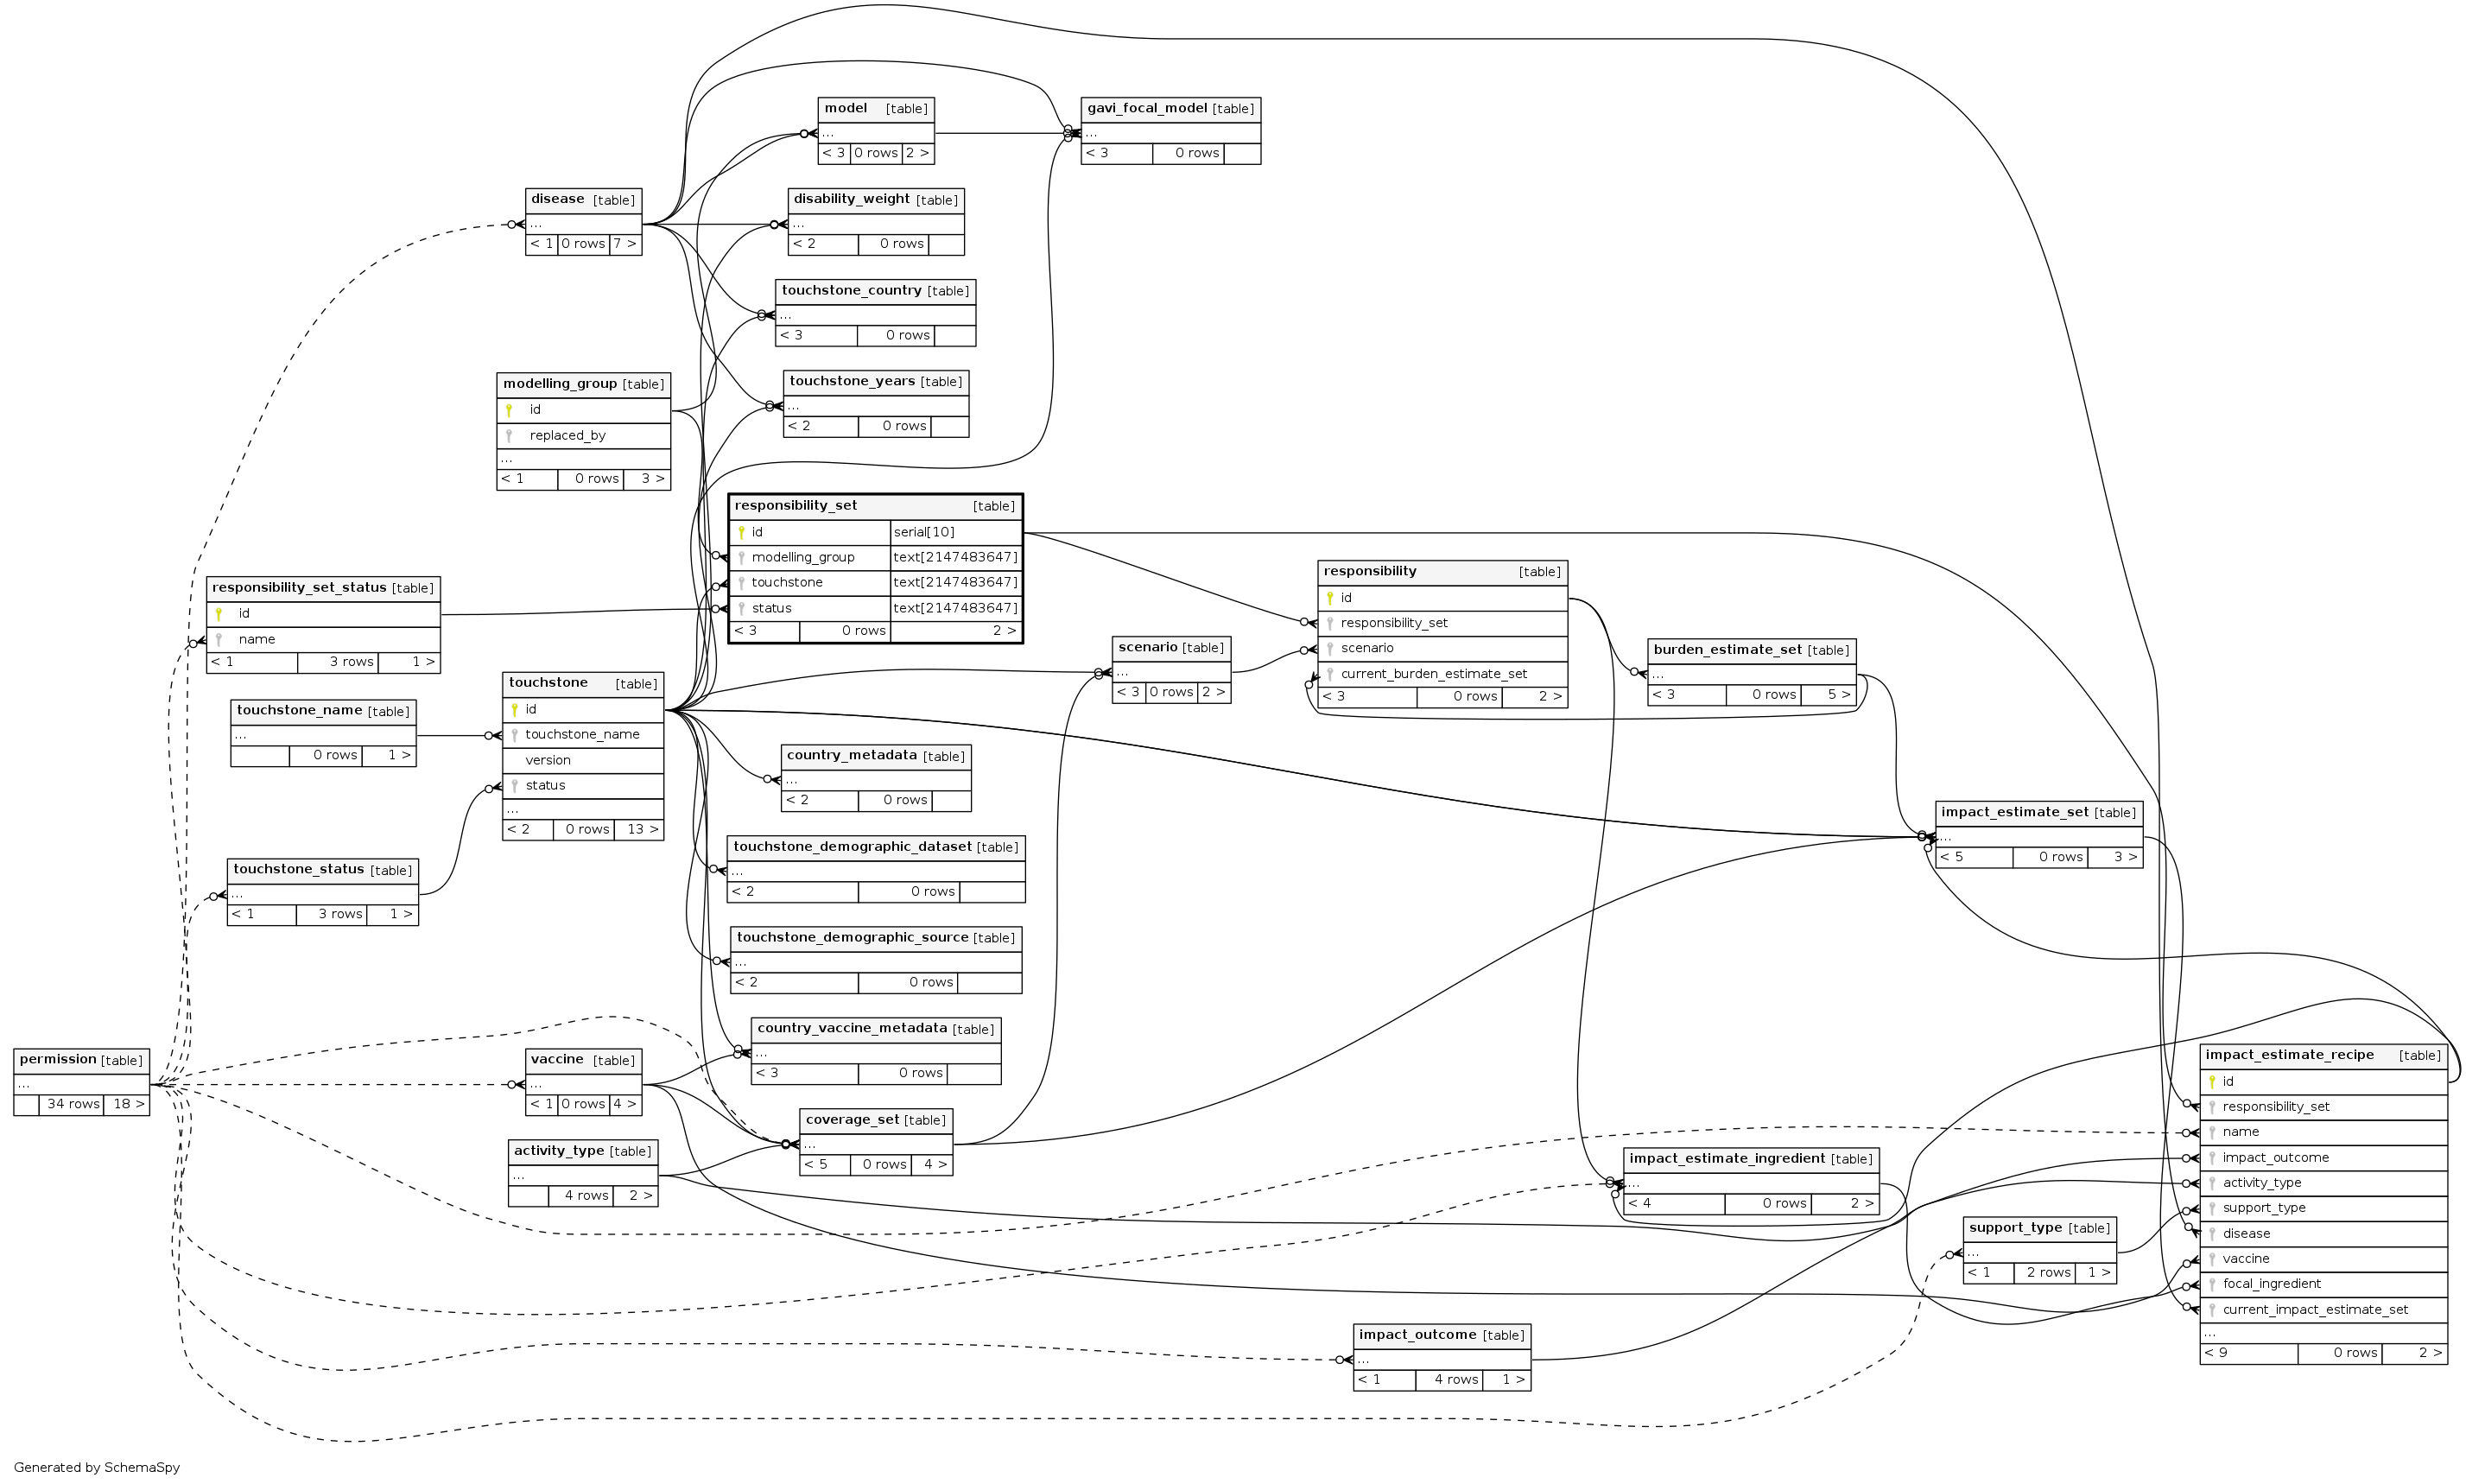 model [table]
...
< 3 0 rows 2 >
gavi_focal_model [table]
...
< 3 0 rows
disease [table]
...
< 1 0 rows 7 >
disability_weight [table]
...
< 2 0 rows
touchstone_country [table]
...
< 3 0 rows
modelling_group [table]
id
replaced_by
...
< 1 0 rows 3 >
touchstone_years [table]
...
< 2 0 rows
responsibility_set [table]
id serial[10]
modelling_group text[2147483647]
touchstone text[2147483647]
status text[2147483647]
< 3 0 rows 2 >
responsibility_set_status [table]
id
name
< 1 3 rows 1 >
responsibility [table]
id
responsibility_set
scenario
current_burden_estimate_set
< 3 0 rows 2 >
scenario [table]
...
< 3 0 rows 2 >
burden_estimate_set [table]
...
< 3 0 rows 5 >
touchstone [table]
id
touchstone_name
version
status
...
< 2 0 rows 13 >
touchstone_name [table]
...
0 rows 1 >
country_metadata [table]
...
< 2 0 rows
impact_estimate_set [table]
...
< 5 0 rows 3 >
touchstone_status [table]
...
< 1 3 rows 1 >
touchstone_demographic_dataset [table]
...
< 2 0 rows
touchstone_demographic_source [table]
...
< 2 0 rows
country_vaccine_metadata [table]
...
< 3 0 rows
permission [table]
...
34 rows 18 >
vaccine [table]
...
< 1 0 rows 4 >
coverage_set [table]
...
< 5 0 rows 4 >
activity_type [table]
...
4 rows 2 >
impact_estimate_ingredient [table]
...
< 4 0 rows 2 >
impact_estimate_recipe [table]
id
responsibility_set
name
impact_outcome
activity_type
support_type
disease
vaccine
focal_ingredient
current_impact_estimate_set
...
< 9 0 rows 2 >
support_type [table]
...
< 1 2 rows 1 >
impact_outcome [table]
...
< 1 4 rows 1 >
Generated by SchemaSpy